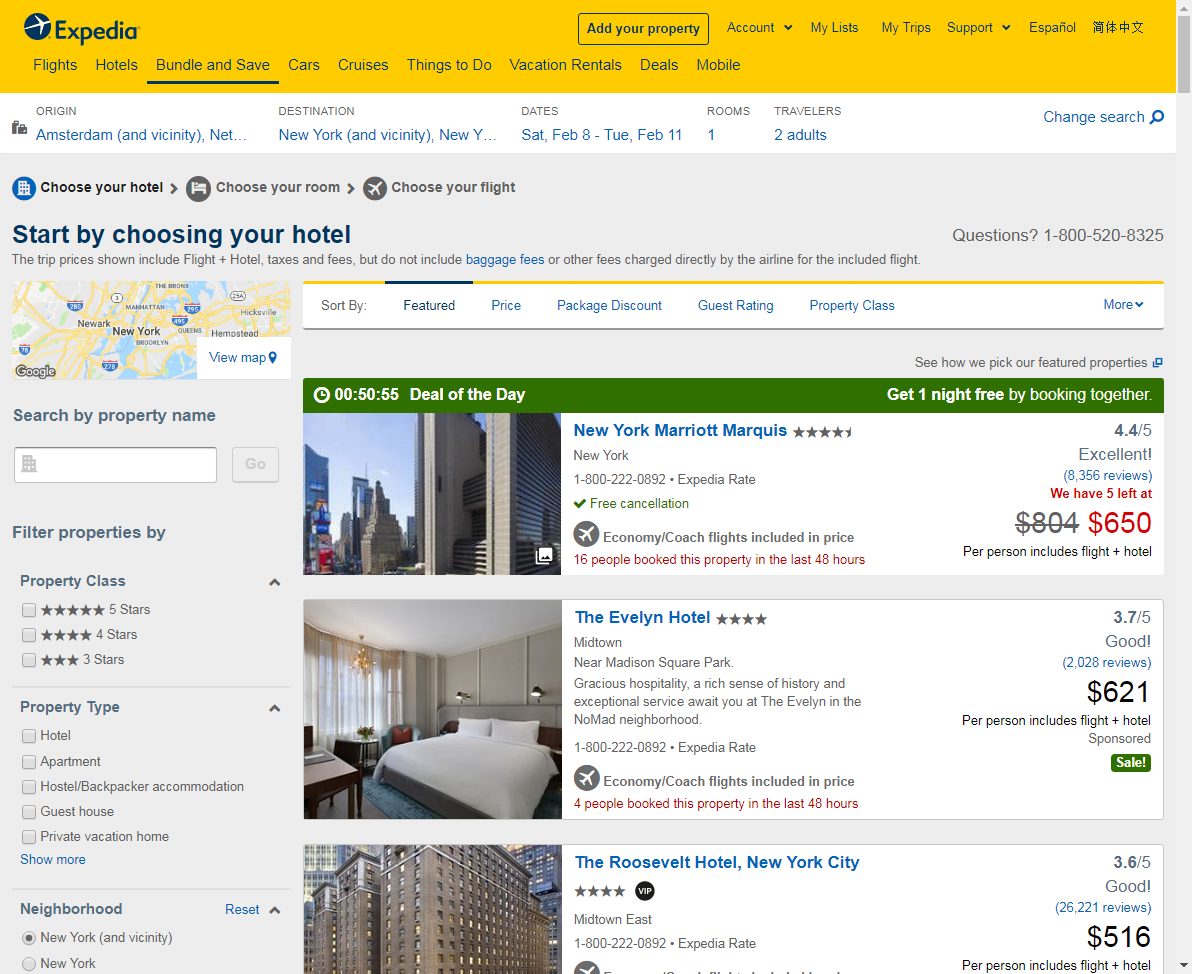 Expedia
Add your property
Account
My Lists
My Trips
Support
Español
简体中文
Flights
Hotels
Bundle and Save
Cars
Cruises
Things to Do
Vacation Rentals
Deals
Mobile
ORIGIN
Amsterdam (and vicinity), Net…
DESTINATION
New York (and vicinity), New Y…
DATES
Sat, Feb 8 - Tue, Feb 11
ROOMS
1
TRAVELERS
2 adults
Change search
Choose your hotel
Choose your room
Choose your flight
Start by choosing your hotel
Questions? 1-800-520-8325
The trip prices shown include Flight + Hotel, taxes and fees, but do not include baggage fees or other fees charged directly by the airline for the included flight.
THE BRONX
3
25A
280
MANHATTAN
295
Hicksville
495
Newark
New York
QUEENS
Hempstead
BROOKLYN
78
278
Google
View map
Search by property name
Go
Filter properties by
Property Class
5 Stars
4 Stars
3 Stars
Property Type
Hotel
Apartment
Hostel/Backpacker accommodation
Guest house
Private vacation home
Show more
Neighborhood
Reset
New York (and vicinity)
New York
Sort By:
Featured
Price
Package Discount
Guest Rating
Property Class
More
See how we pick our featured properties
00:50:55 Deal of the Day
Get 1 night free by booking together.
New York Marriott Marquis
New York
1-800-222-0892 • Expedia Rate
Free cancellation
Economy/Coach flights included in price
16 people booked this property in the last 48 hours
4.4/5
Excellent!
(8,356 reviews)
We have 5 left at
$804 $650
Per person includes flight + hotel
The Evelyn Hotel
Midtown
Near Madison Square Park.
Gracious hospitality, a rich sense of history and
exceptional service await you at The Evelyn in the
NoMad neighborhood.
1-800-222-0892 • Expedia Rate
Economy/Coach flights included in price
4 people booked this property in the last 48 hours
3.7/5
Good!
(2,028 reviews)
$621
Per person includes flight + hotel
Sponsored
Sale!
The Roosevelt Hotel, New York City
VIP
Midtown East
1-800-222-0892 • Expedia Rate
3.6/5
Good!
(26,221 reviews)
$516
Per person includes flight + hotel